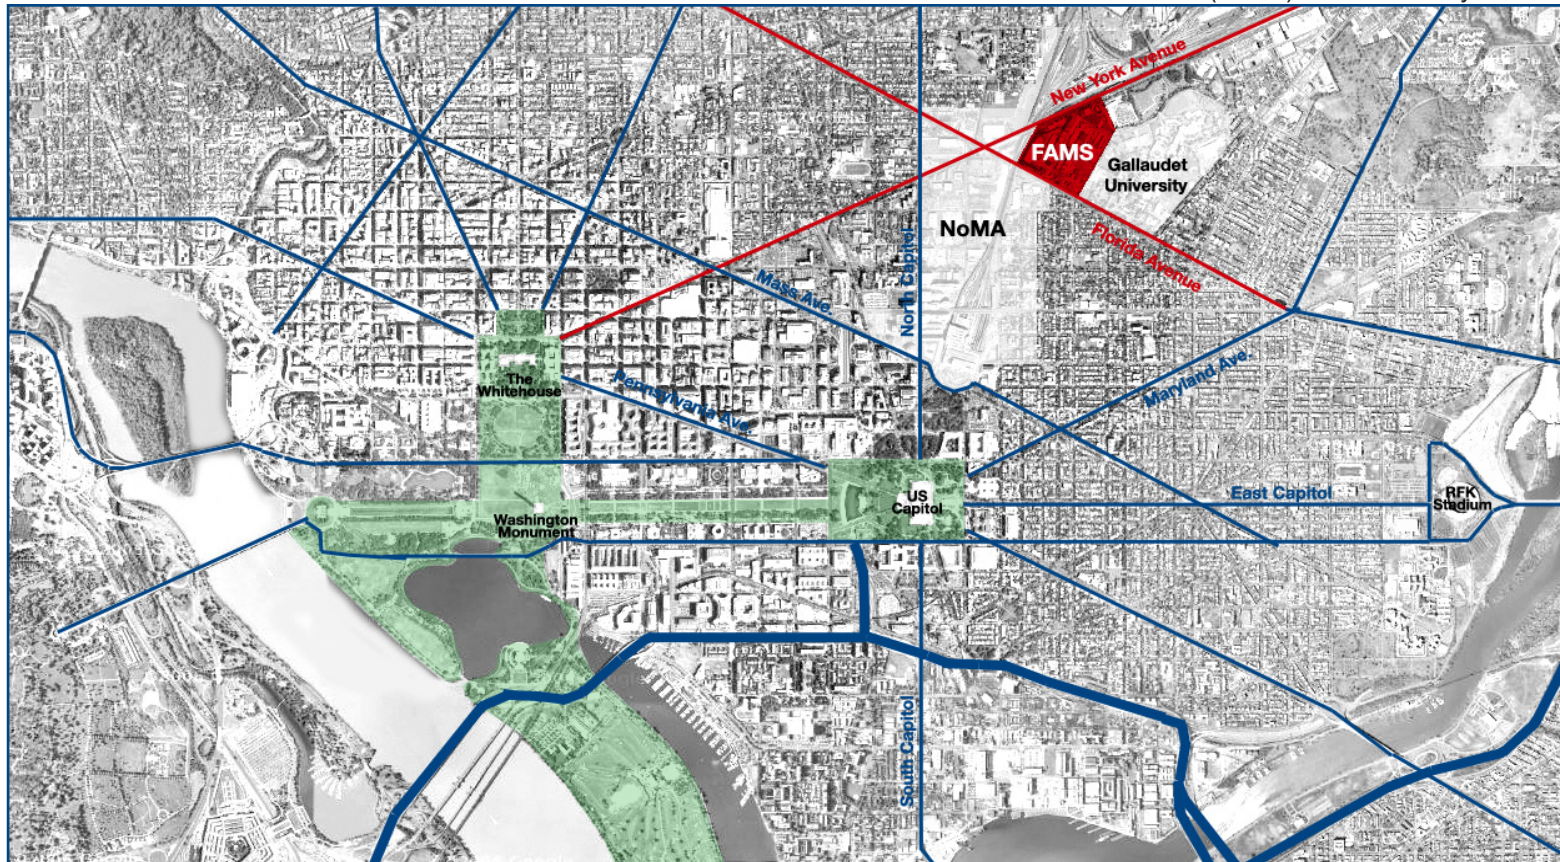 New York Avenue
FAMS
Gallaudet
University
NoMA
Florida Avenue
North Capitol
Mass Ave.
Maryland Ave.
The
Whitehouse
Pennsylvania Ave.
US
Capitol
East Capitol
RFK
Stadium
Washington
Monument
South Capitol